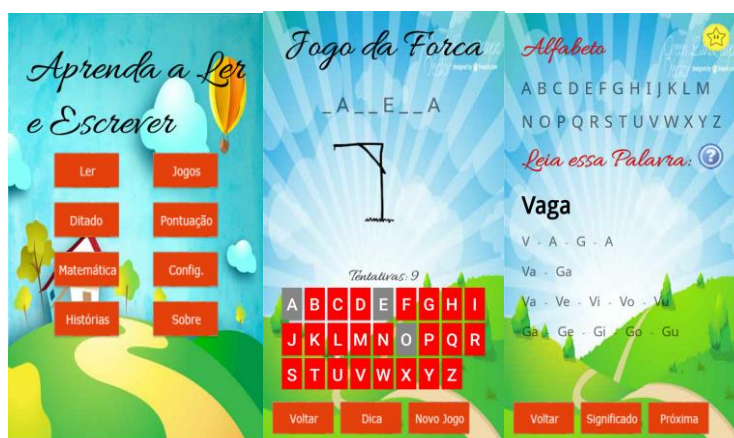 Aprenda a Ler
e Escrever
Ler
Jogos
Ditado
Pontuação
Matemática
Config.
Histórias
Sobre
Jogo da Forca
_ A _ _ E _ _ A
Tentativas: 9
A B C D E F G H I
J K L M N O P Q R
S T U V W X Y Z
Voltar
Dica
Novo Jogo
Alfabeto
A B C D E F G H I J K L M
N O P Q R S T U V W X Y Z
Leia essa Palavra: ?
Vaga
V - A - G - A
Va - Ga
Va - Ve - Vi - Vo - Vu
Ga - Ge - Gi - Go - Gu
Voltar
Significado
Próxima